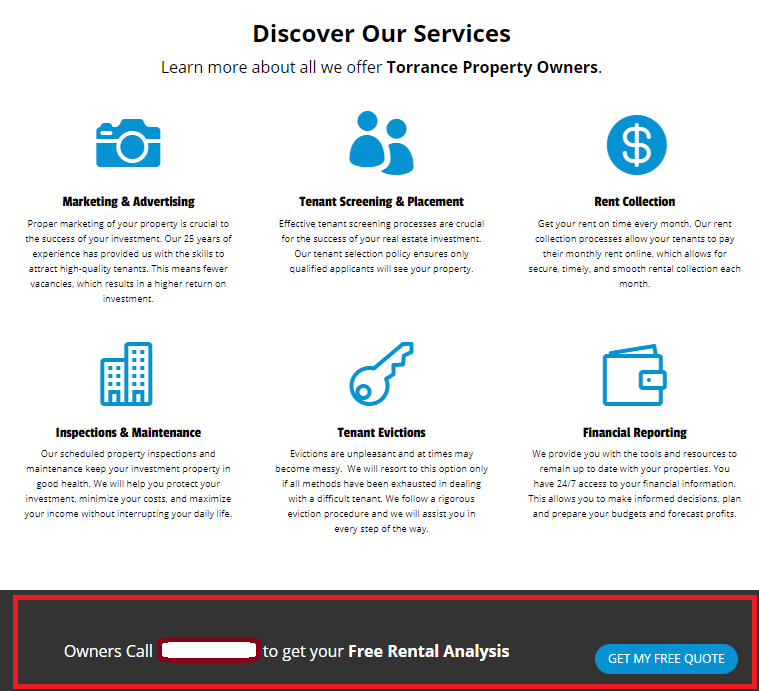 Discover Our Services
Learn more about all we offer Torrance Property Owners.
Marketing & Advertising
Proper marketing of your property is crucial to
the success of your investment. Our 25 years of
experience has provided us with the skills to
attract high-quality tenants. This means fewer
vacancies, which results in a higher return on
investment.
Tenant Screening & Placement
Effective tenant screening processes are crucial
for the success of your real estate investment.
Our tenant selection policy ensures only
qualified applicants will see your property.
Rent Collection
Get your rent on time every month. Our rent
collection processes allow your tenants to pay
their monthly rent online, which allows for
secure, timely, and smooth rental collection each
month.
Inspections & Maintenance
Our scheduled property inspections and
maintenance keep your investment property in
good health. We will help you protect your
investment, minimize your costs, and maximize
your income without interrupting your daily life.
Tenant Evictions
Evictions are unpleasant and at times may
become messy. We will resort to this option only
if all methods have been exhausted in dealing
with a difficult tenant. We follow a rigorous
eviction procedure and we will assist you in
every step of the way.
Financial Reporting
We provide you with the tools and resources to
remain up to date with your properties. You
have 24/7 access to your financial information.
This allows you to make informed decisions, plan
and prepare your budgets and forecast profits.
Owners Call to get your Free Rental Analysis
GET MY FREE QUOTE